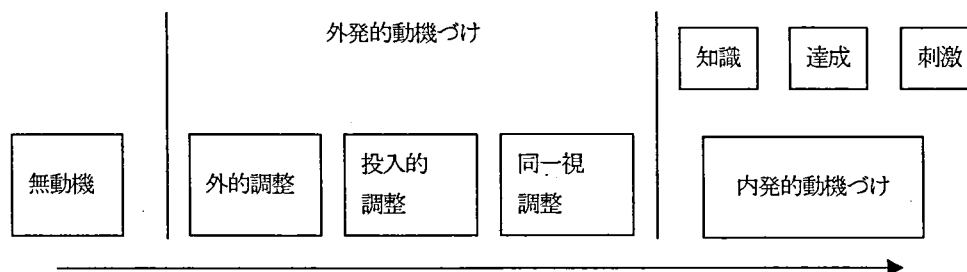 外発的動機づけ
知識
達成
刺激
無動機
外的調整
投入的
調整
同一視
調整
内発的動機づけ